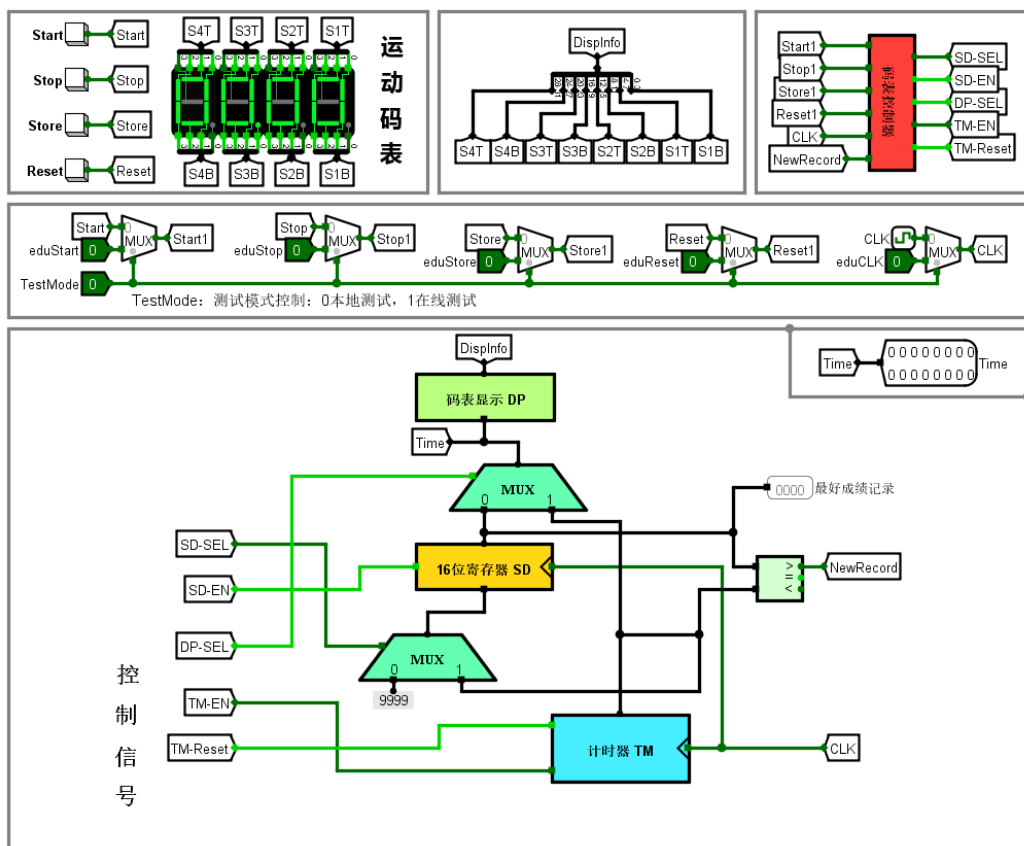 Start
Start
Stop
Stop
Store
Store
Reset
Reset
S4T
S3T
S2T
S1T
S4B
S3B
S2B
S1B
运动码表
DispInfo
S4T
S4B
S3T
S3B
S2T
S2B
S1T
S1B
Start1
Stop1
Store1
Reset1
CLK
NewRecord
码表控制器
SD-SEL
SD-EN
DP-SEL
TM-EN
TM-Reset
Start
eduStart
0
MUX
Start1
Stop
eduStop
0
MUX
Stop1
Store
eduStore
0
MUX
Store1
Reset
eduReset
0
MUX
Reset1
CLK
eduCLK
0
MUX
CLK
TestMode
0
TestMode：测试模式控制：0本地测试，1在线测试
Time
00000000
00000000
Time
DispInfo
码表显示 DP
Time
MUX
0
1
0000
最好成绩记录
SD-SEL
SD-EN
DP-SEL
TM-EN
TM-Reset
16位寄存器 SD
>
=
<
NewRecord
MUX
0
1
9999
计时器 TM
CLK
控制信号